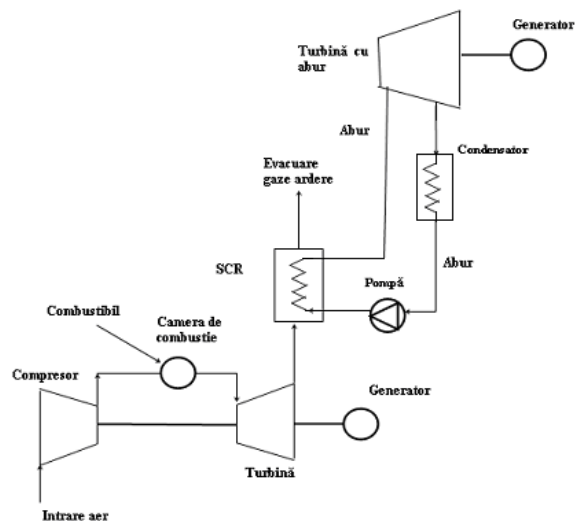 Generator
Turbină cu
abur
Abur
Condensator
Evacuare
gaze ardere
SCR
Abur
Pompă
Combustibil
Camera de
combustie
Compresor
Generator
Turbină
Intrare aer